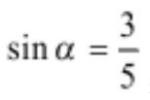 sin α = 3/5